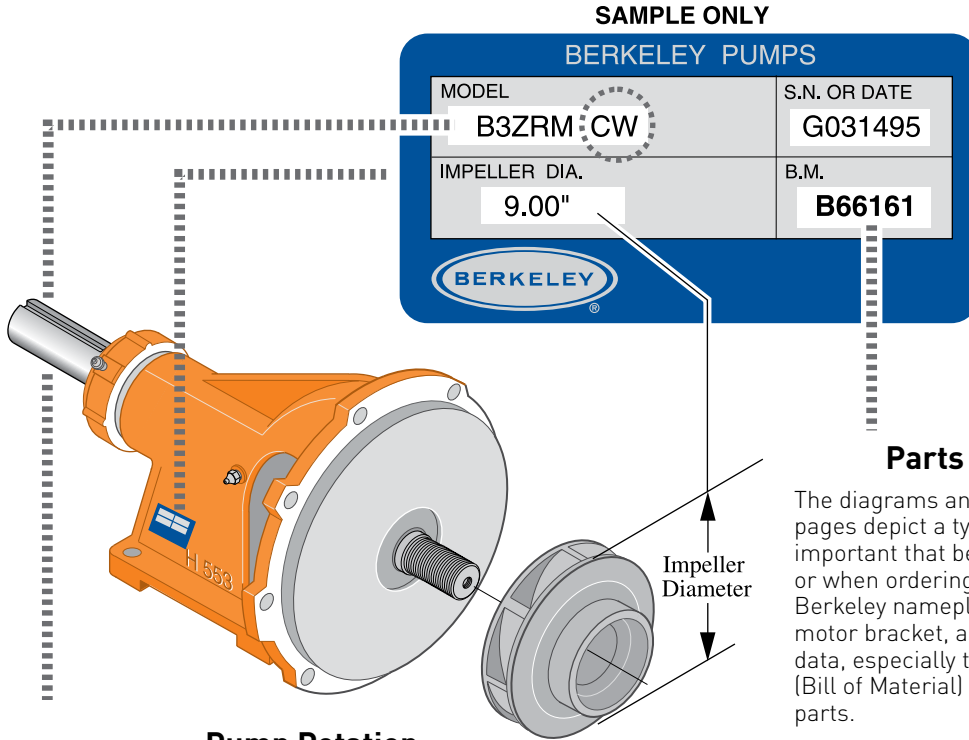 SAMPLE ONLY
BERKELEY PUMPS
MODEL
B3ZRM CW
S.N. OR DATE
G031495
IMPELLER DIA.
9.00"
B.M.
B66161
BERKELEY
®
H 553
Impeller
Diameter
Parts
The diagrams an
pages depict a ty
important that be
or when ordering
Berkeley namepl
motor bracket, a
data, especially t
(Bill of Material)
parts.
Pump Rotation